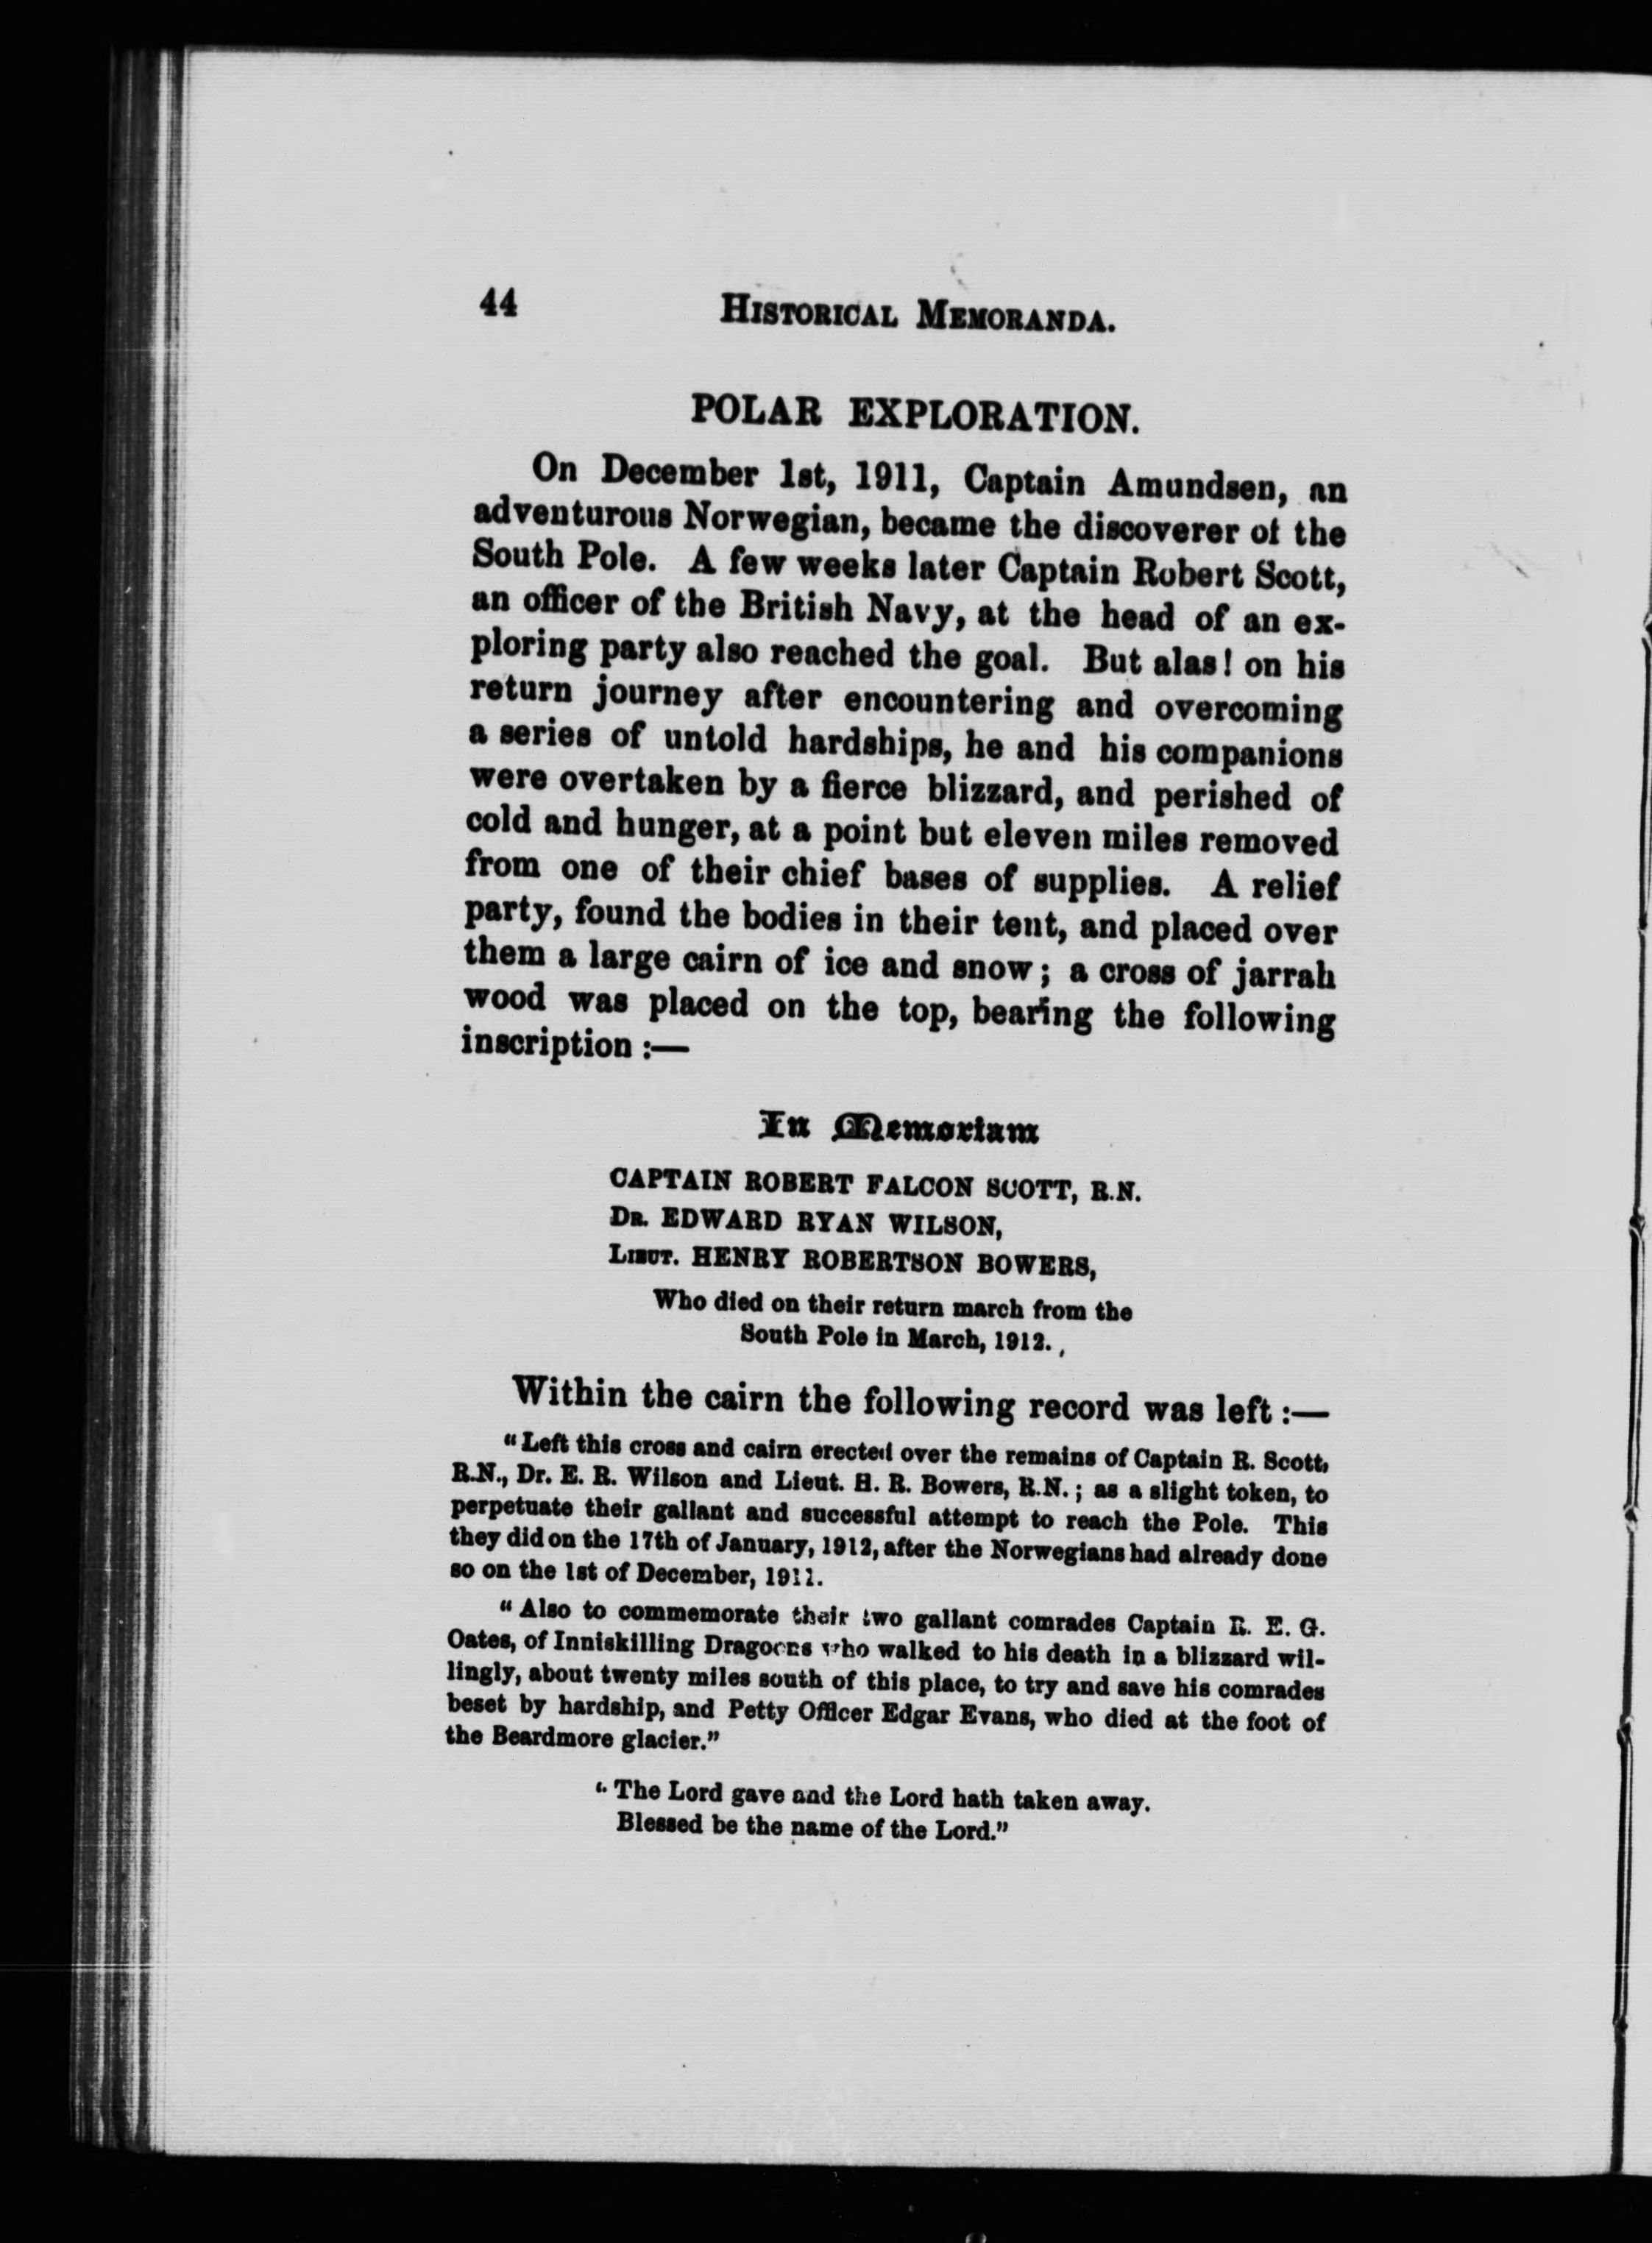 44
HISTORICAL MEMORANDA.
POLAR EXPLORATION.
On December 1st, 1911, Captain Amundsen, an
adventurous Norwegian, became the discoverer of the
South Pole. A few weeks later Captain Robert Scott,
an officer of the British Navy, at the head of an ex-
ploring party also reached the goal. But alas! on his
return journey after encountering and overcoming
a series of untold hardships, he and his companions
were overtaken by a fierce blizzard, and perished of
cold and hunger, at a point but eleven miles removed
from one of their chief bases of supplies. A relief
party, found the bodies in their tent, and placed over
them a large cairn of ice and snow; a cross of jarrah
wood was placed on the top, bearing the following
inscription :—
In Memoriam
CAPTAIN ROBERT FALCON SCOTT, R.N.
DR. EDWARD RYAN WILSON,
LIEUT. HENRY ROBERTSON BOWERS,
Who died on their return march from the
South Pole in March, 1912.
Within the cairn the following record was left :—
“Left this cross and cairn erected over the remains of Captain R. Scott,
R.N., Dr. E. R. Wilson and Lieut. H. R. Bowers, R.N.; as a slight token, to
perpetuate their gallant and successful attempt to reach the Pole. This
they did on the 17th of January, 1912, after the Norwegians had already done
so on the 1st of December, 1911.
“Also to commemorate their two gallant comrades Captain R. E. G.
Oates, of Inniskilling Dragoons who walked to his death in a blizzard wil-
lingly, about twenty miles south of this place, to try and save his comrades
beset by hardship, and Petty Officer Edgar Evans, who died at the foot of
the Beardmore glacier.”
“The Lord gave and the Lord hath taken away.
Blessed be the name of the Lord.”